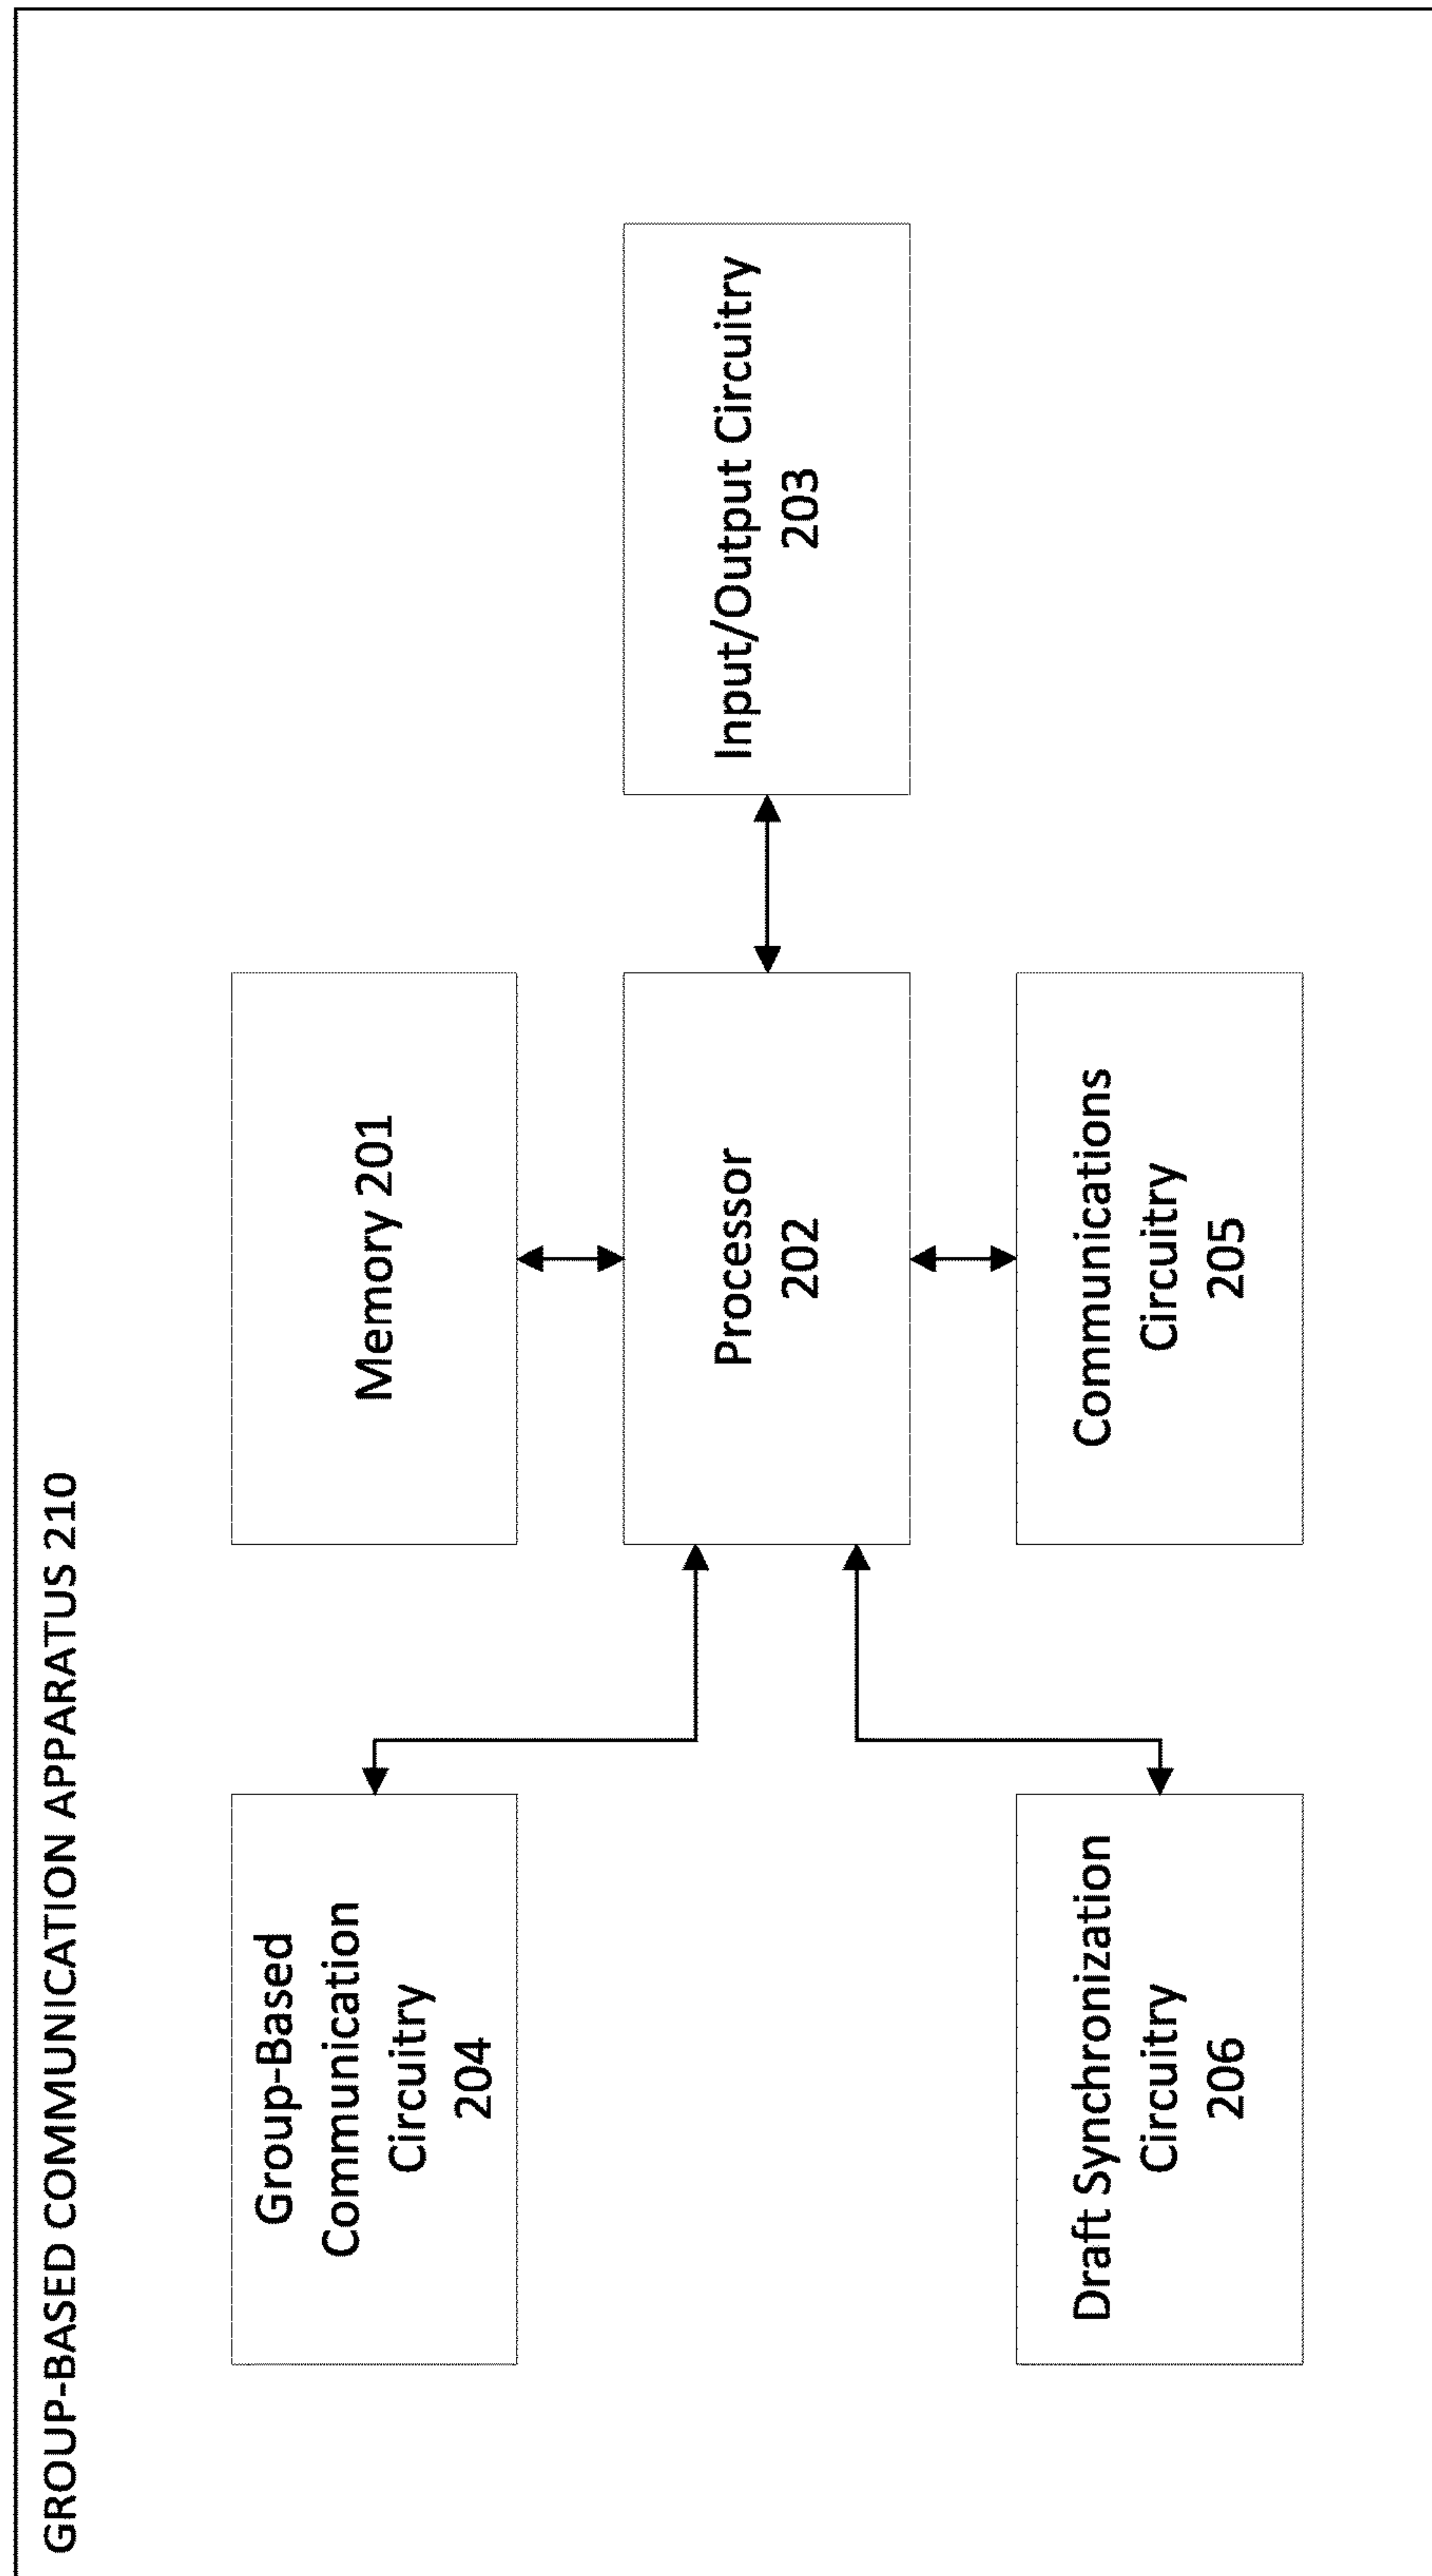 GROUP-BASED COMMUNICATION APPARATUS 210
Group-Based
Communication
Circuitry
204
Memory 201
Processor
202
Input/Output Circuitry
203
Draft Synchronization
Circuitry
206
Communications
Circuitry
205